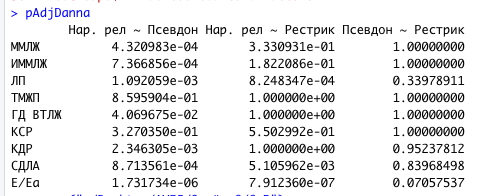 > pAdjDanna
Нар. рел ~ Псевдон Нар. рел ~ Рестрик Псевдон ~ Рестрик
ММЛЖ 4.320983e-04 3.330931e-01 1.00000000
ИММЛЖ 7.366856e-04 1.822086e-01 1.00000000
ЛП 1.092059e-03 8.248347e-04 0.33978911
ТМЖП 8.595904e-01 1.000000e+00 1.00000000
ГД ВТЛЖ 4.069675e-02 1.000000e+00 1.00000000
КСР 3.270350e-01 5.502992e-01 1.00000000
КДР 2.346305e-03 1.000000e+00 0.95237812
СДЛА 8.713561e-04 5.105962e-03 0.83968498
E/Ea 1.731734e-06 7.912360e-07 0.07057537